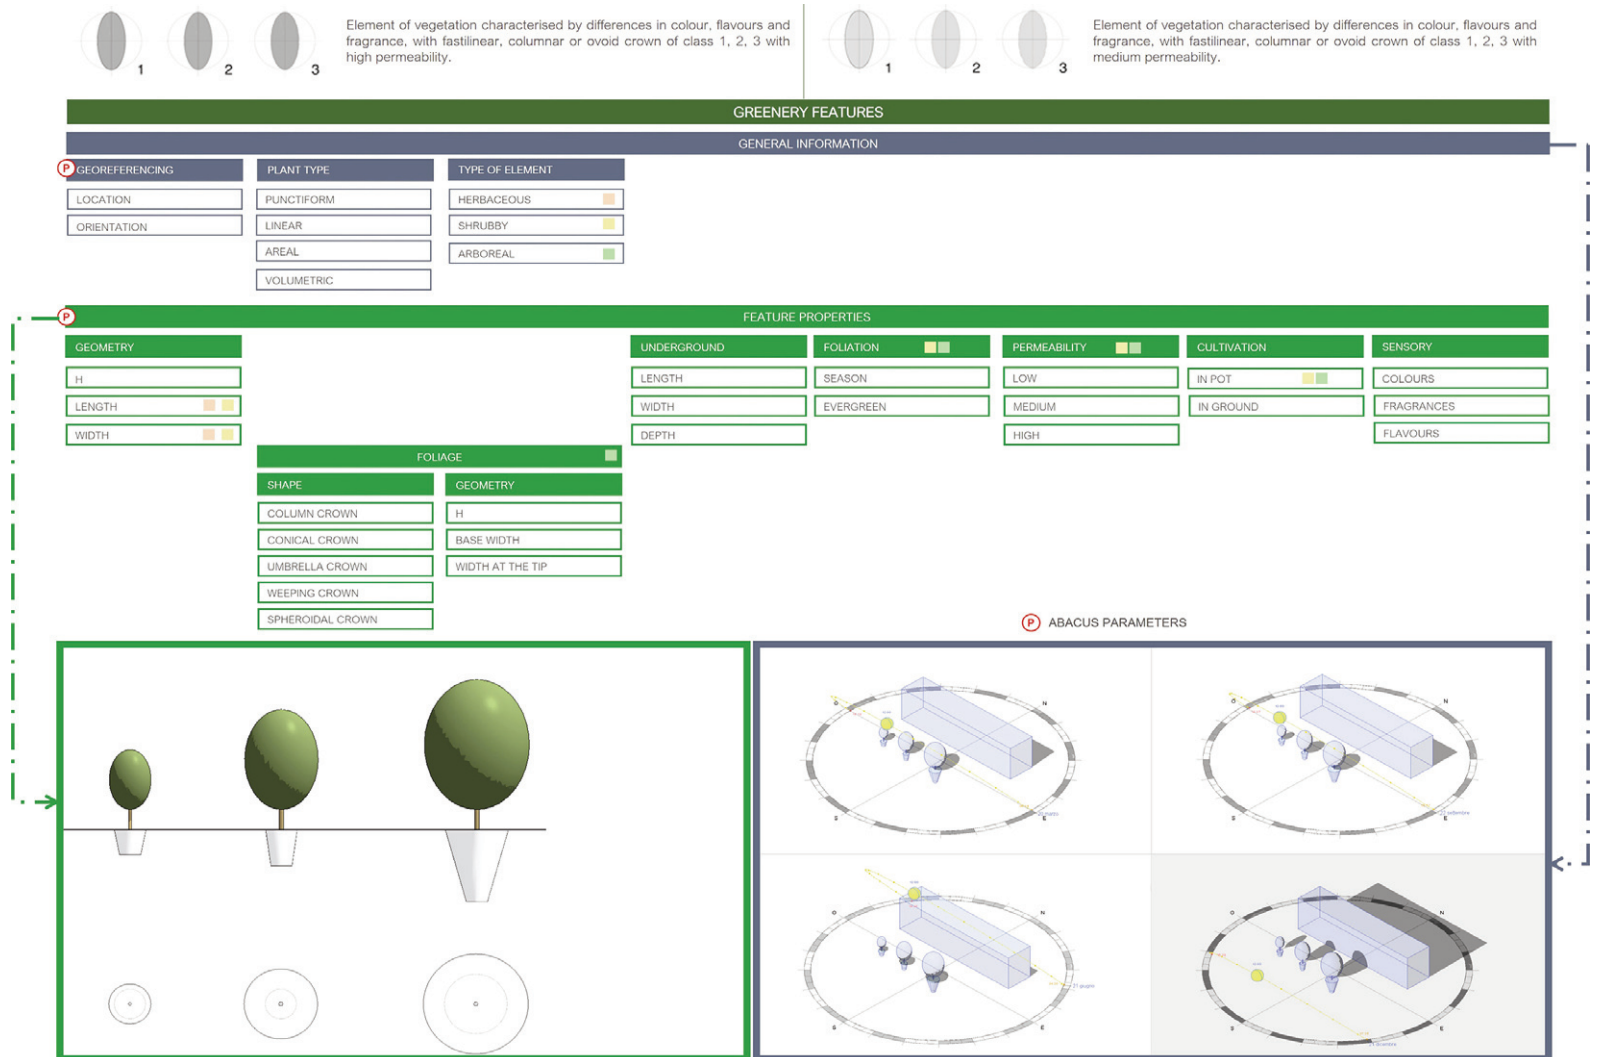 Element of vegetation characterised by differences in colour, flavours and
fragrance, with fastilinear, columnar or ovoid crown of class 1, 2, 3 with
high permeability.
1
2
3
Element of vegetation characterised by differences in colour, flavours and
fragrance, with fastilinear, columnar or ovoid crown of class 1, 2, 3 with
medium permeability.
1
2
3
GREENERY FEATURES
GENERAL INFORMATION
P
GEOREFERENCING
LOCATION
ORIENTATION
PLANT TYPE
PUNCTIFORM
LINEAR
AREAL
VOLUMETRIC
TYPE OF ELEMENT
HERBACEOUS
SHRUBBY
ARBOREAL
P
FEATURE PROPERTIES
GEOMETRY
H
LENGTH
WIDTH
FOLIAGE
SHAPE
COLUMN CROWN
CONICAL CROWN
UMBRELLA CROWN
WEEPING CROWN
SPHEROIDAL CROWN
GEOMETRY
H
BASE WIDTH
WIDTH AT THE TIP
UNDERGROUND
LENGTH
WIDTH
DEPTH
FOLIATION
SEASON
EVERGREEN
PERMEABILITY
LOW
MEDIUM
HIGH
CULTIVATION
IN POT
IN GROUND
SENSORY
COLOURS
FRAGRANCES
FLAVOURS
P ABACUS PARAMETERS
O
N
S
E
O
N
S
E
O
N
S
E
21 giugno
O
N
S
E